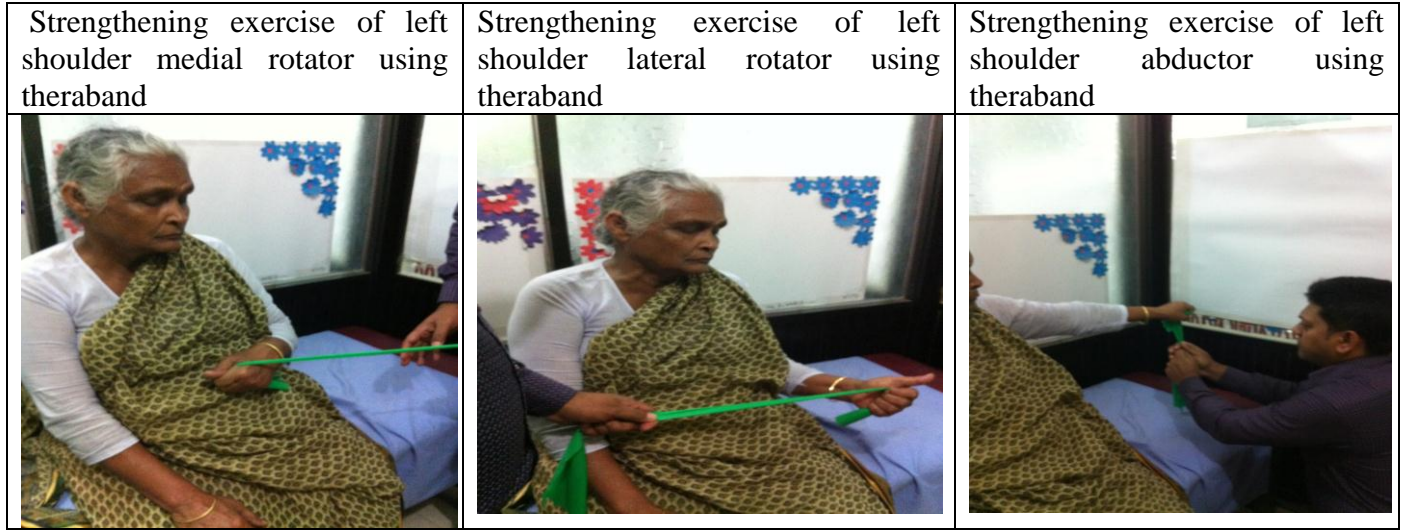 Strengthening exercise of left
shoulder medial rotator using
theraband
Strengthening exercise of left
shoulder lateral rotator using
theraband
Strengthening exercise of left
shoulder abductor using
theraband